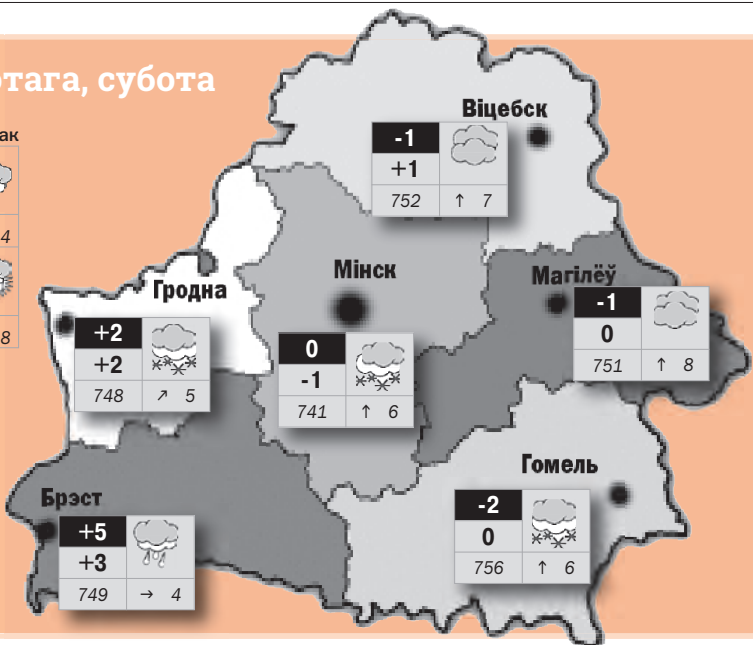 тага, субота
Віцебск
-1
+1
752 ↑ 7
Мінск
0
-1
741 ↑ 6
Магілёў
-1
0
751 ↑ 8
Гродна
+2
+2
748 ↗ 5
Гомель
-2
0
756 ↑ 6
Брэст
+5
+3
749 → 4
ак
4
8